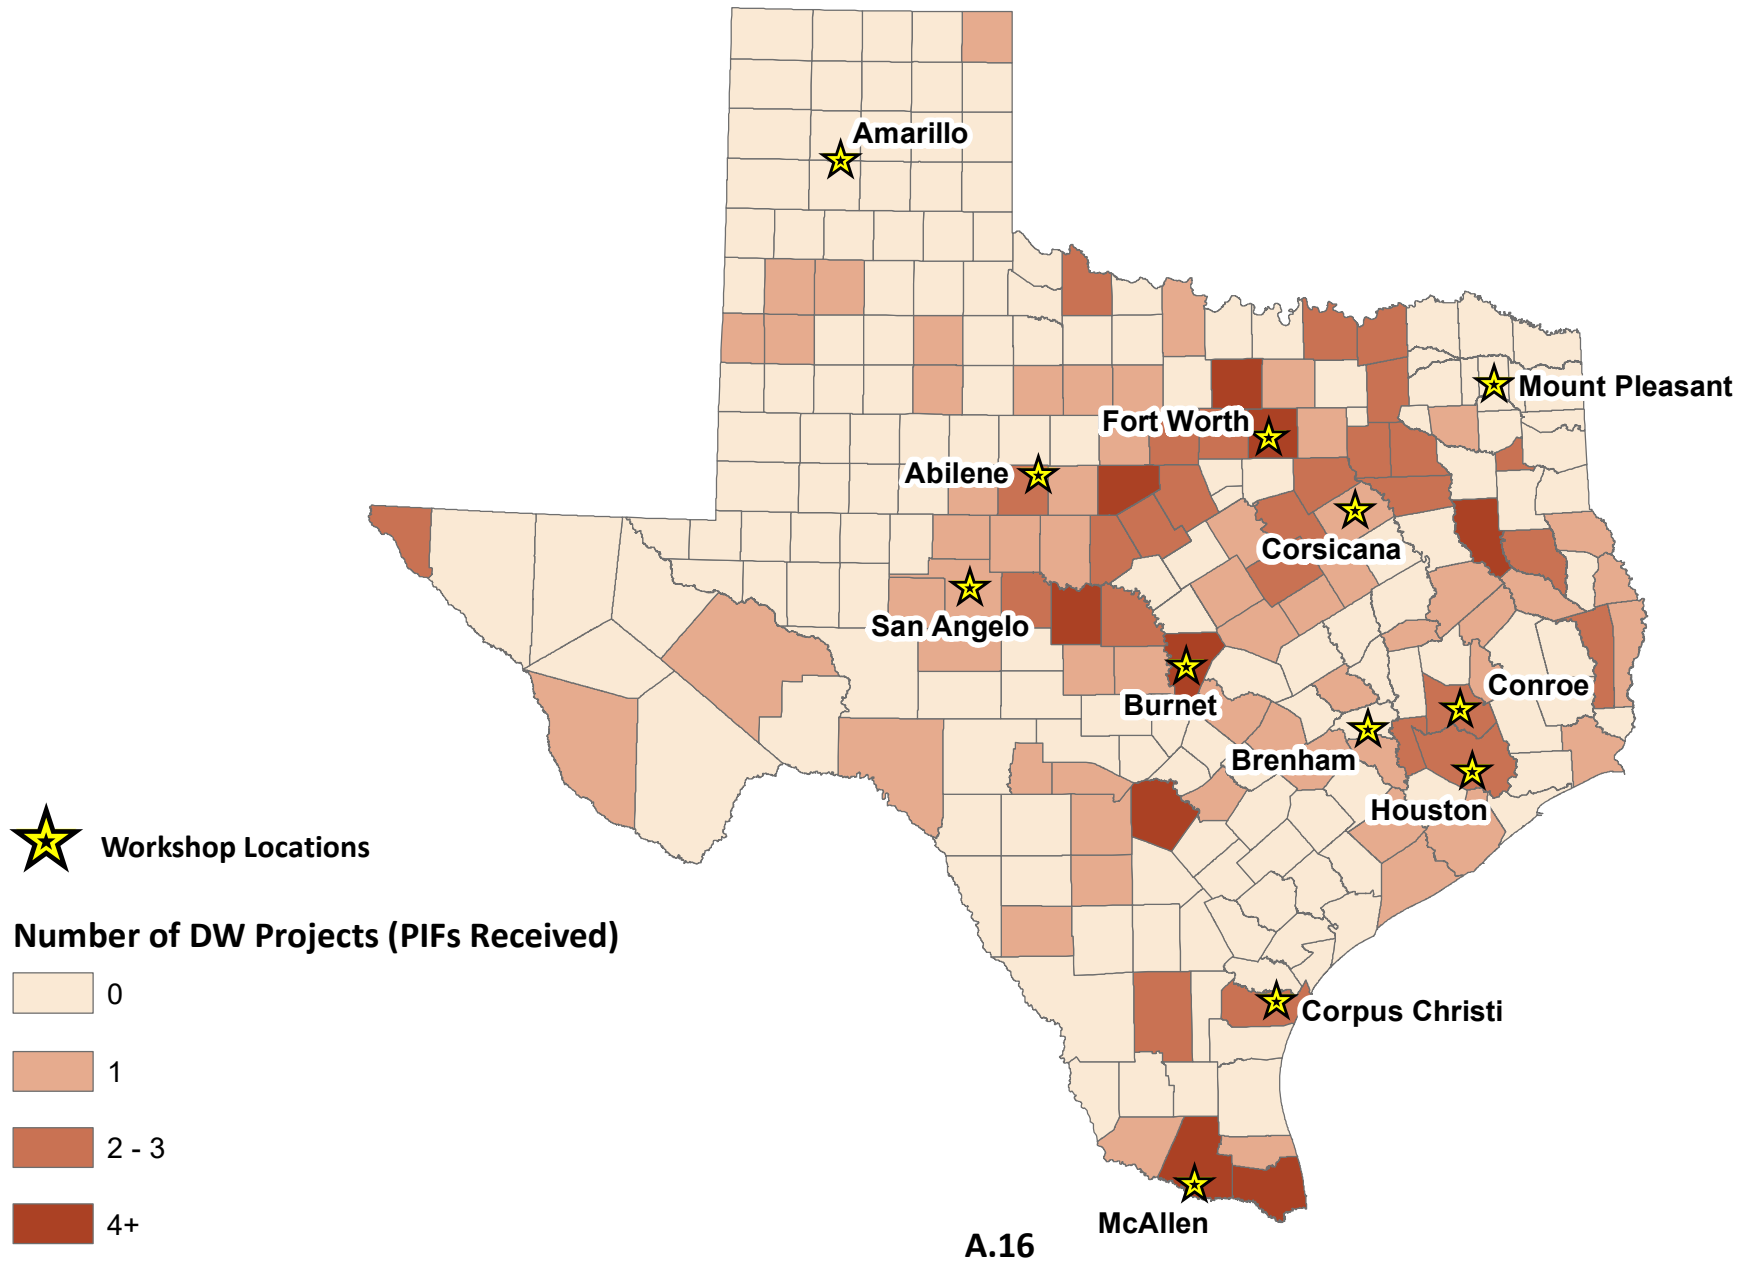 Amarillo
Mount Pleasant
Fort Worth
Abilene
Corsicana
San Angelo
Conroe
Burnet
Brenham
Houston
Workshop Locations
Number of DW Projects (PIFs Received)
0
Corpus Christi
1
2 - 3
4+
McAllen
A.16